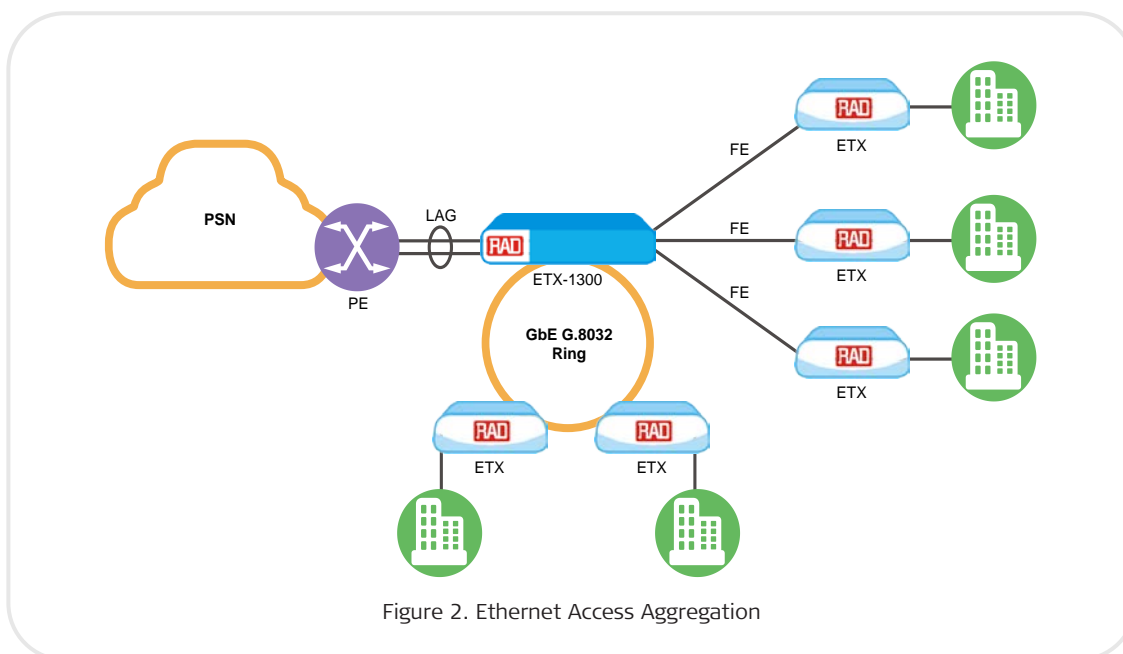 RAD
ETX
FE
RAD
ETX
FE
RAD
ETX
FE
PSN
PE
LAG
RAD
ETX-1300
GbE G.8032
Ring
RAD
ETX
RAD
ETX
Figure 2. Ethernet Access Aggregation